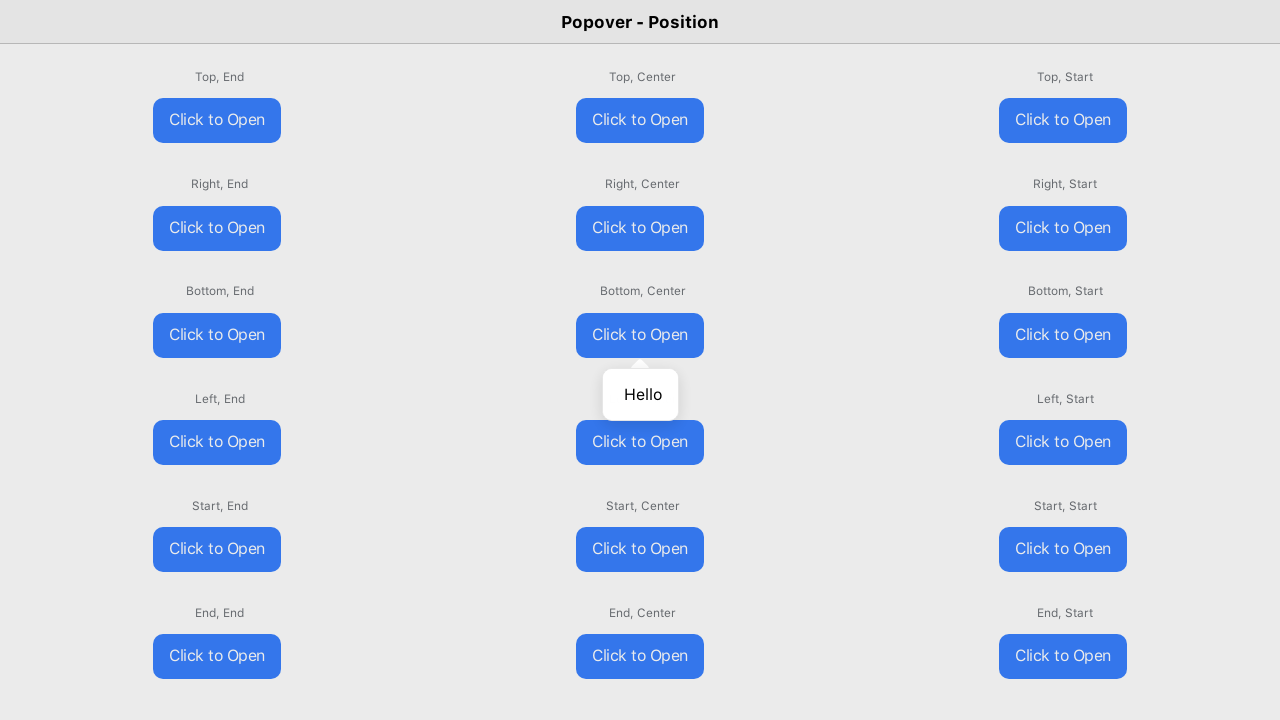 Popover - Position
Top, End
Top, Center
Top, Start
Click to Open
Click to Open
Click to Open
Right, End
Right, Center
Right, Start
Click to Open
Click to Open
Click to Open
Bottom, End
Bottom, Center
Bottom, Start
Click to Open
Click to Open
Click to Open
Hello
Left, End
Left, Start
Click to Open
Click to Open
Click to Open
Start, End
Start, Center
Start, Start
Click to Open
Click to Open
Click to Open
End, End
End, Center
End, Start
Click to Open
Click to Open
Click to Open